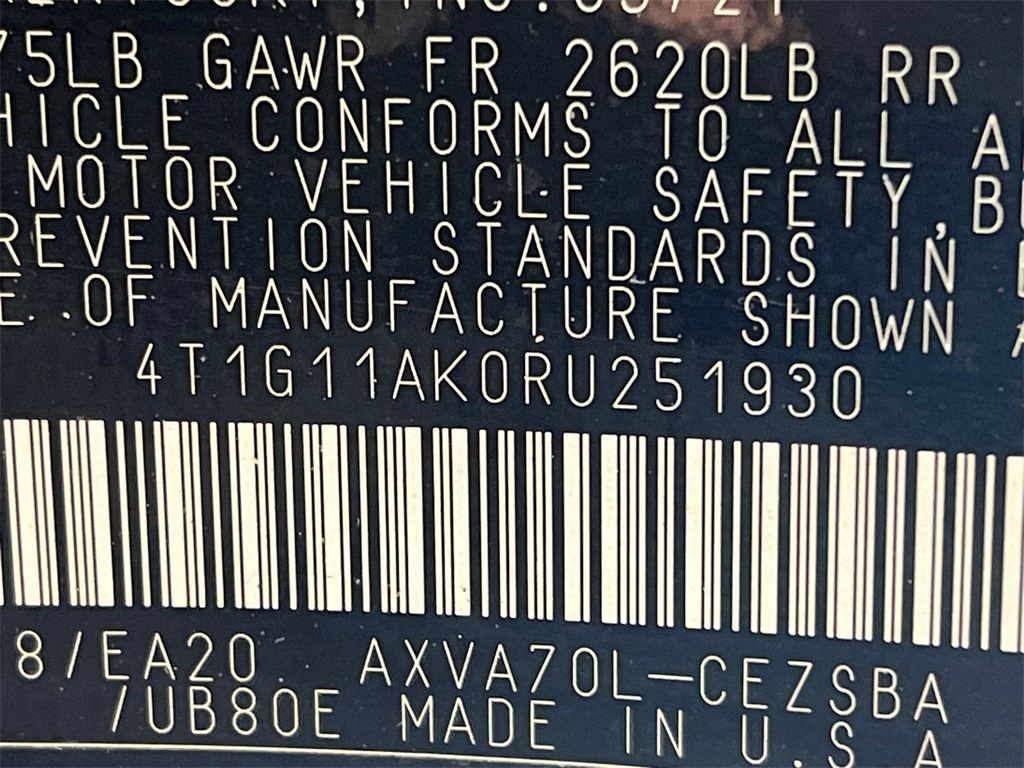 75LB GAWR FR 2620LB RR
HICLE CONFORMS TO ALL A
MOTOR VEHICLE SAFETY, B
REVENTION STANDARDS IN
E OF MANUFACTURE SHOWN
4T1G11AK0RU251930
8/EA20 AXVA70L-CEZSBA
/UB80E MADE IN U.S.A